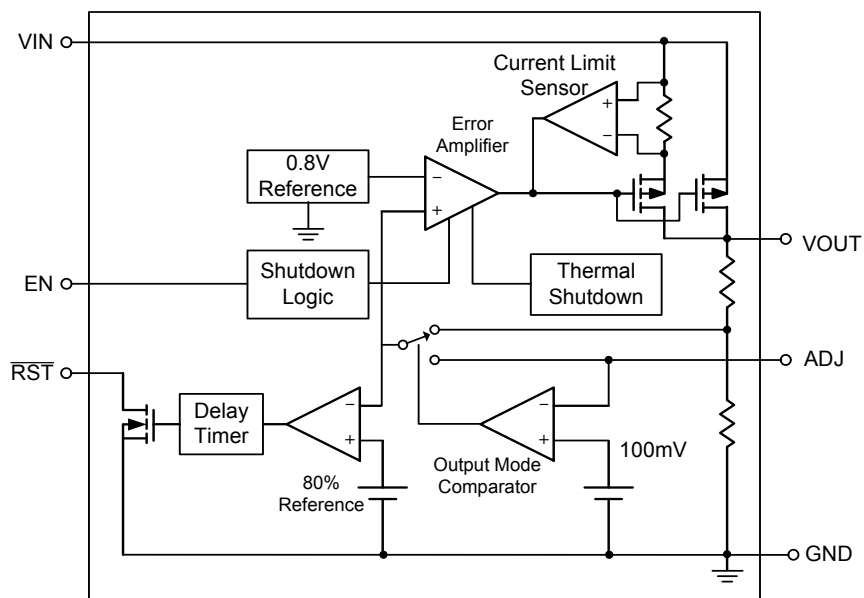 VIN
Current Limit
Sensor
+
−
Error
Amplifier
0.8V
Reference
−
+
VOUT
EN
Shutdown
Logic
Thermal
Shutdown
RST
ADJ
Delay
Timer
−
+
−
+
100mV
80%
Reference
Output Mode
Comparator
GND